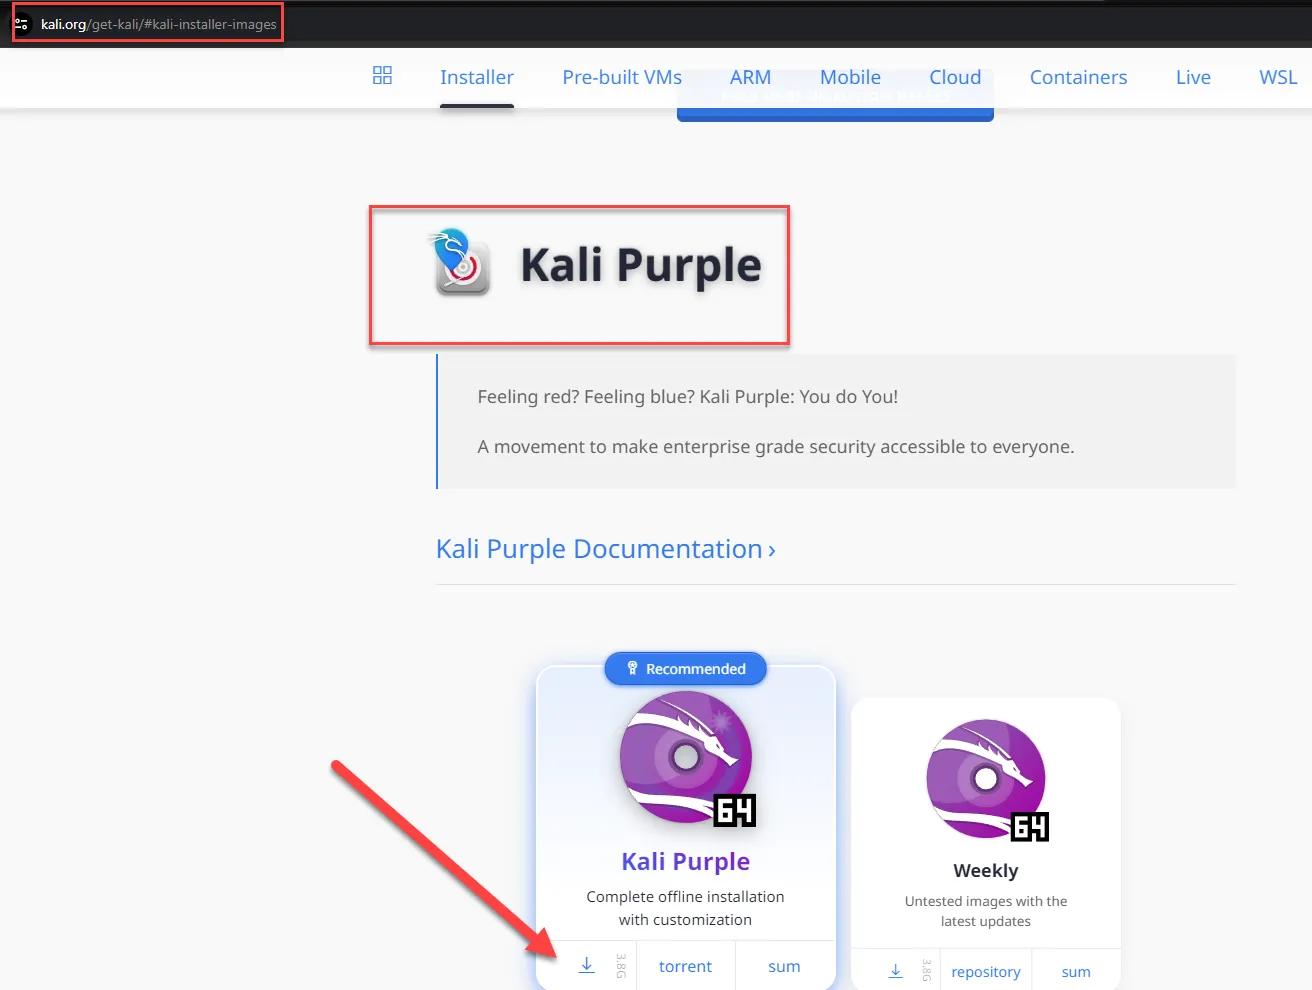 kali.org/get-kali/#kali-installer-images
Installer Pre-built VMs ARM Mobile Cloud Containers Live WSL
Kali Purple
Feeling red? Feeling blue? Kali Purple: You do You!
A movement to make enterprise grade security accessible to everyone.
Kali Purple Documentation ›
Recommended
64
Kali Purple
Complete offline installation
with customization
3.8G torrent sum
64
Weekly
Untested images with the
latest updates
3.8G repository sum